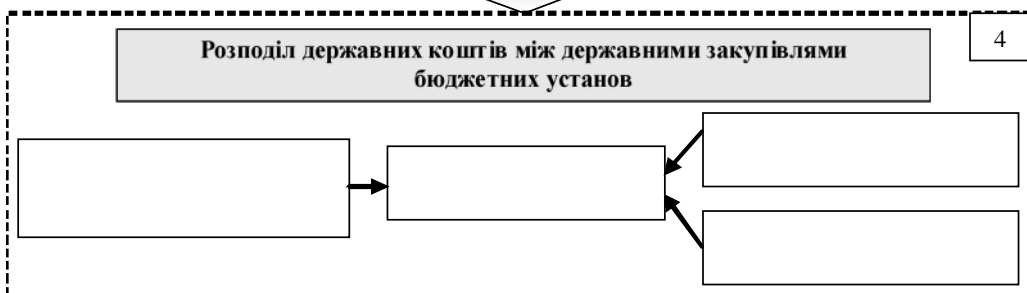 4
Розподіл державних коштів між державними закупівлями
бюджетних установ